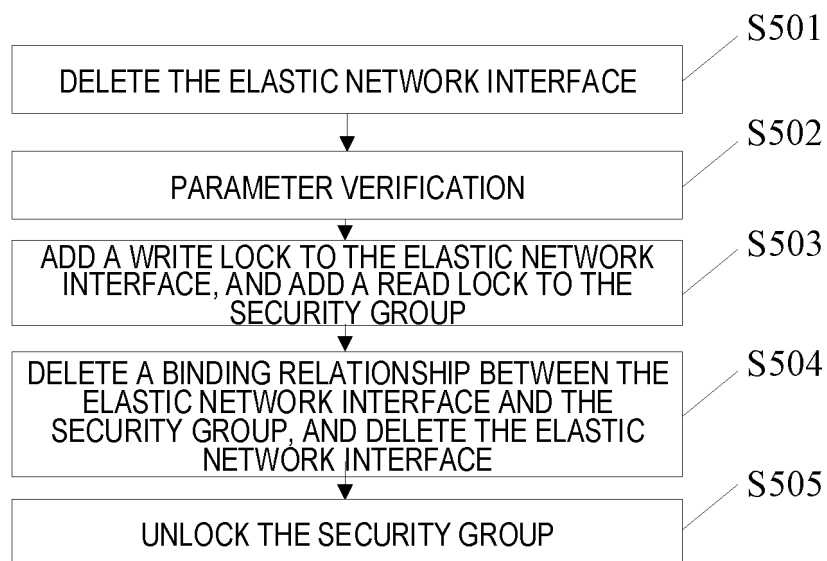 S501
DELETE THE ELASTIC NETWORK INTERFACE
S502
PARAMETER VERIFICATION
S503
ADD A WRITE LOCK TO THE ELASTIC NETWORK
INTERFACE, AND ADD A READ LOCK TO THE
SECURITY GROUP
S504
DELETE A BINDING RELATIONSHIP BETWEEN THE
ELASTIC NETWORK INTERFACE AND THE
SECURITY GROUP, AND DELETE THE ELASTIC
NETWORK INTERFACE
S505
UNLOCK THE SECURITY GROUP